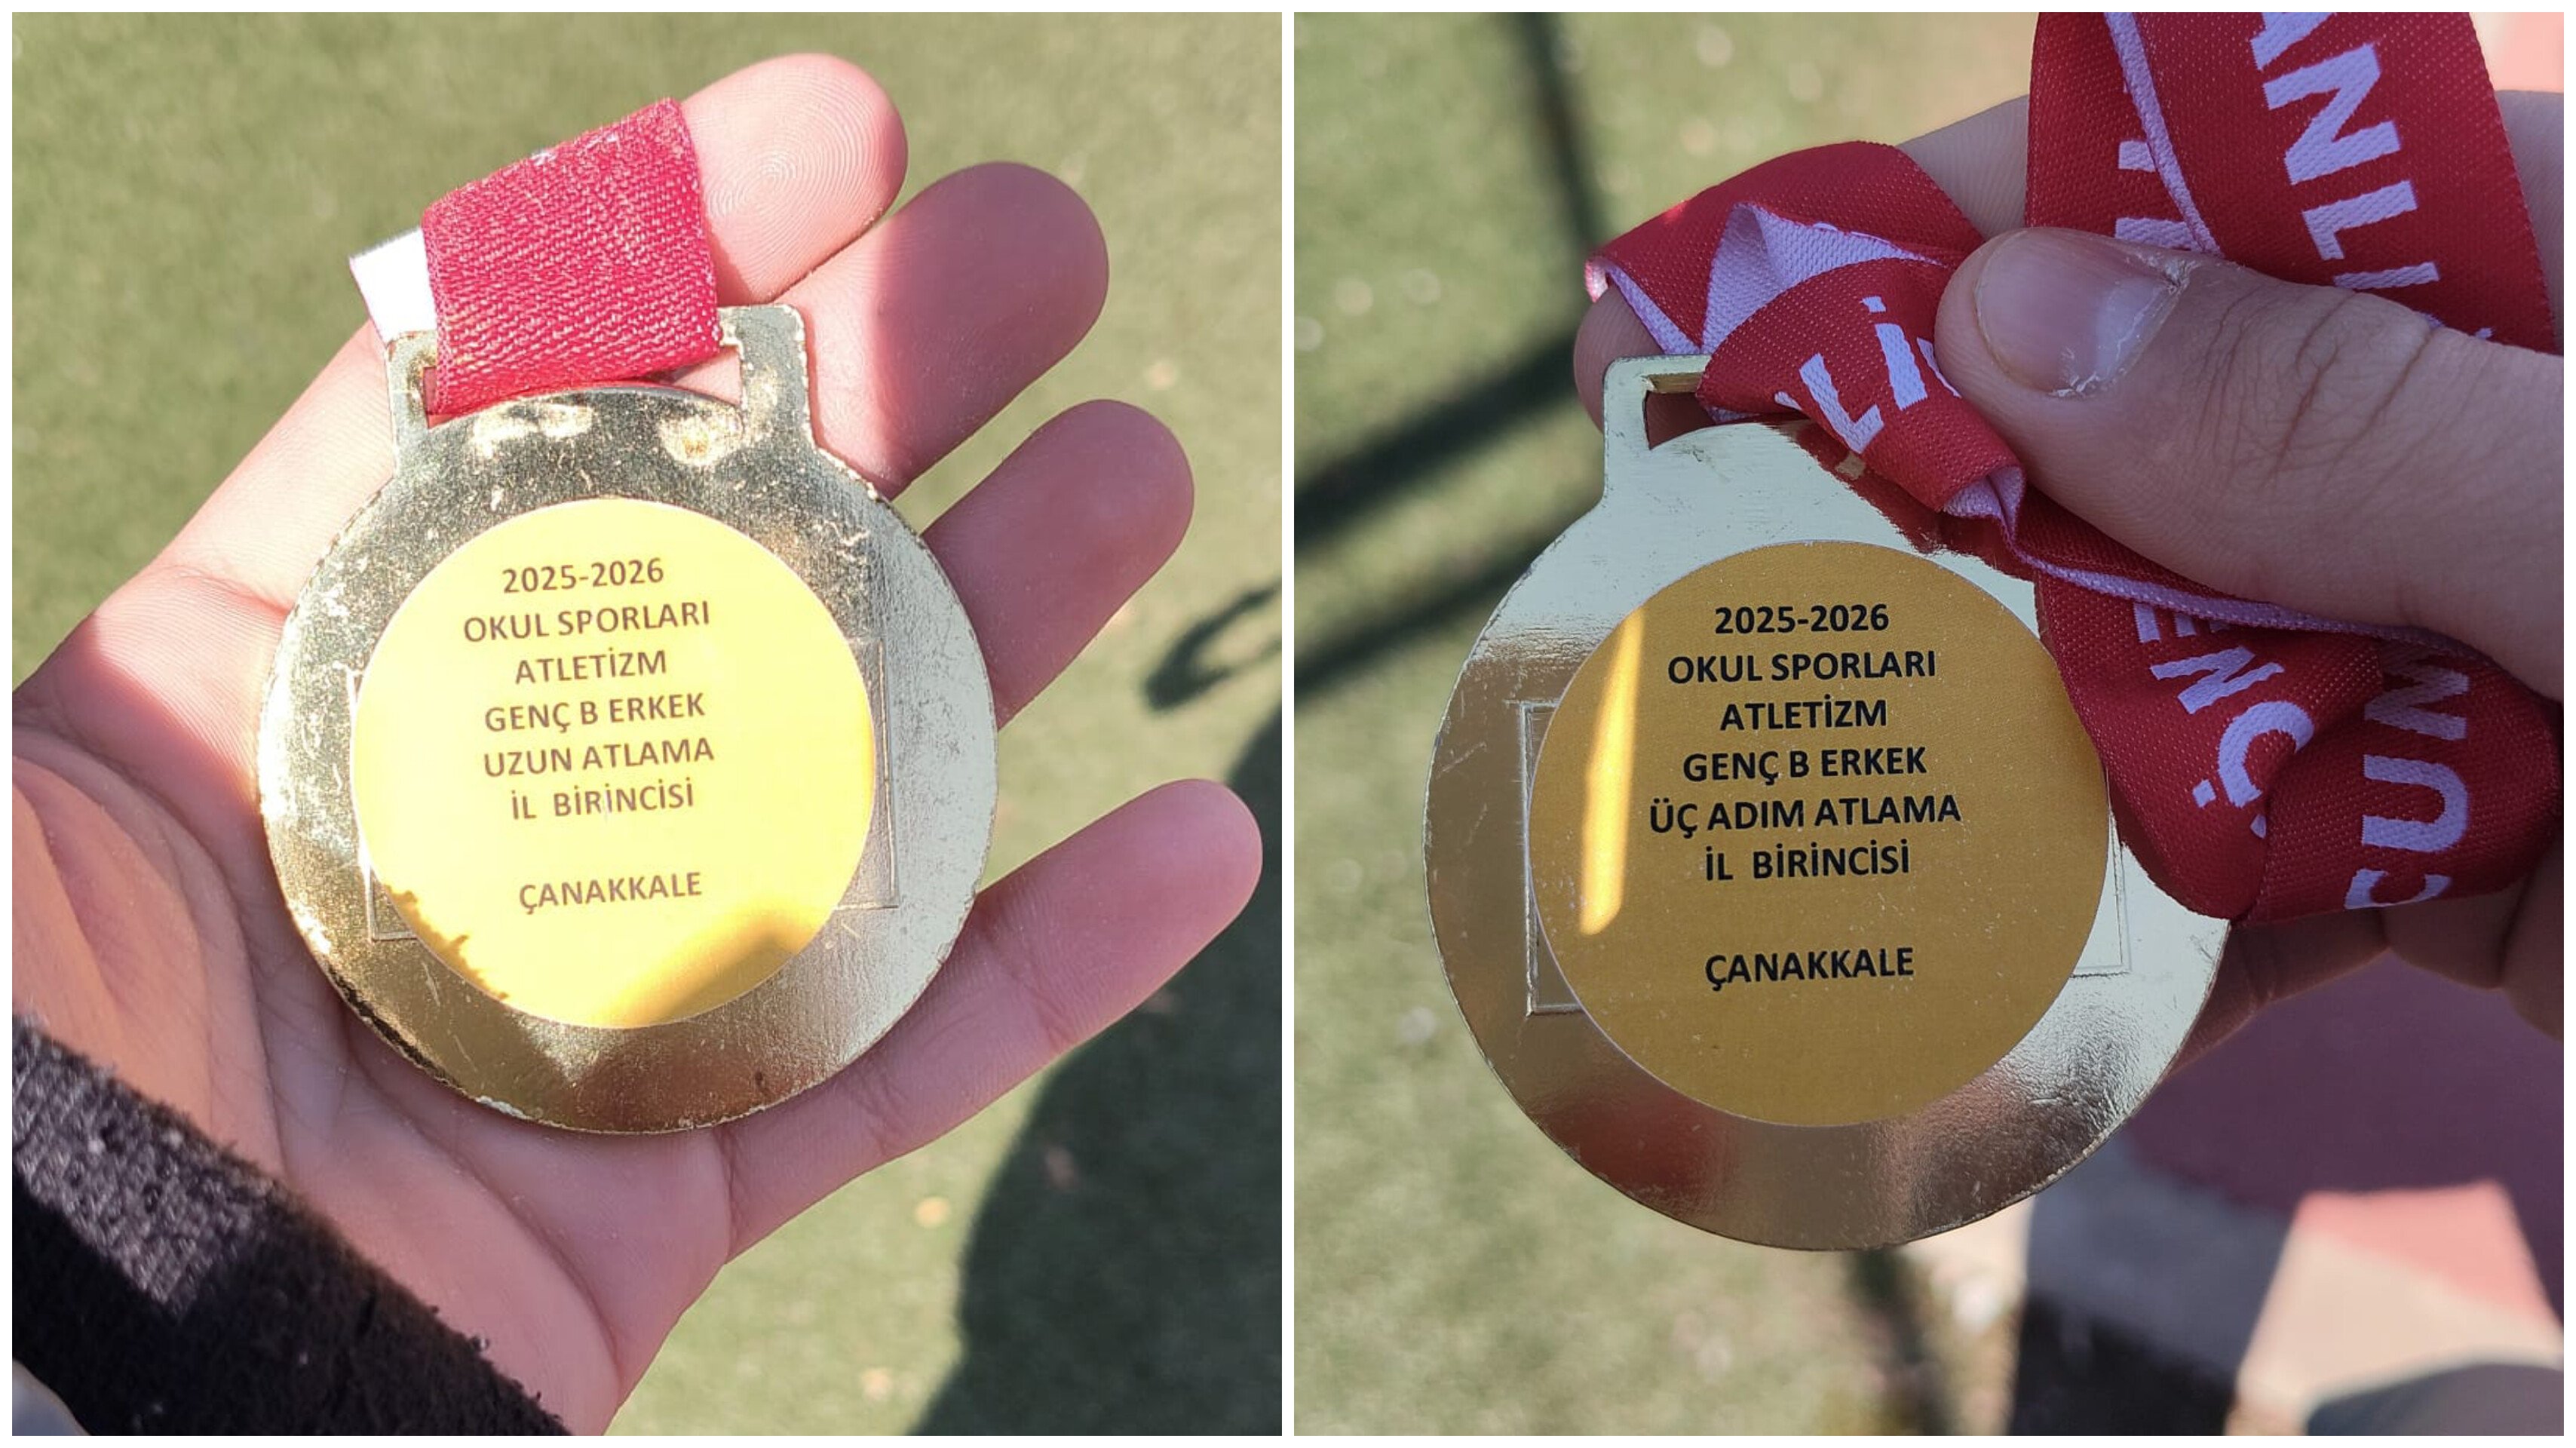 2025-2026
OKUL SPORLARI
ATLETİZM
GENÇ B ERKEK
UZUN ATLAMA
İL BİRİNCİSİ
ÇANAKKALE
2025-2026
OKUL SPORLARI
ATLETİZM
GENÇ B ERKEK
ÜÇ ADIM ATLAMA
İL BİRİNCİSİ
ÇANAKKALE